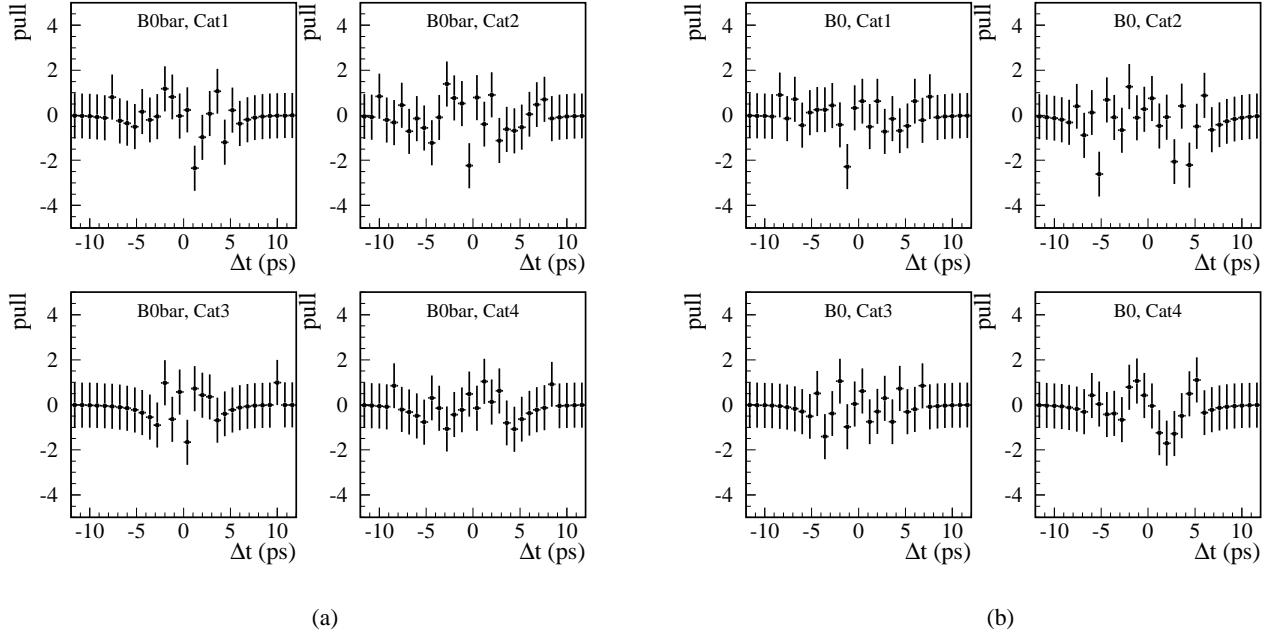 B0bar, Cat1
pull
4
2
0
-2
-4
-10 -5 0 5 10
Δt (ps)
B0bar, Cat2
pull
4
2
0
-2
-4
-10 -5 0 5 10
Δt (ps)
B0bar, Cat3
pull
4
2
0
-2
-4
-10 -5 0 5 10
Δt (ps)
B0bar, Cat4
pull
4
2
0
-2
-4
-10 -5 0 5 10
Δt (ps)
(a)
B0, Cat1
pull
4
2
0
-2
-4
-10 -5 0 5 10
Δt (ps)
B0, Cat2
pull
4
2
0
-2
-4
-10 -5 0 5 10
Δt (ps)
B0, Cat3
pull
4
2
0
-2
-4
-10 -5 0 5 10
Δt (ps)
B0, Cat4
pull
4
2
0
-2
-4
-10 -5 0 5 10
Δt (ps)
(b)